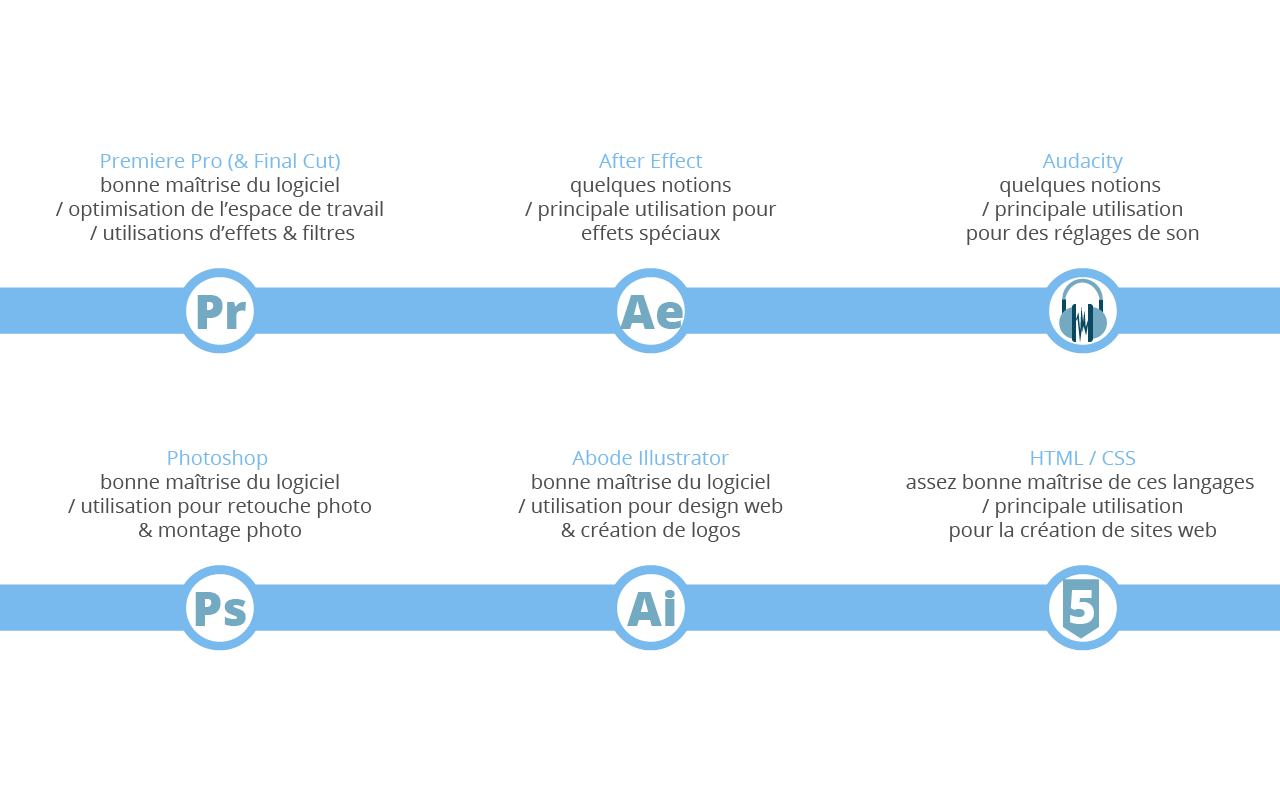 Premiere Pro (& Final Cut)
bonne maîtrise du logiciel
/ optimisation de l’espace de travail
/ utilisations d’effets & filtres
After Effect
quelques notions
/ principale utilisation pour
effets spéciaux
Audacity
quelques notions
/ principale utilisation
pour des réglages de son
Pr
Ae
Photoshop
bonne maîtrise du logiciel
/ utilisation pour retouche photo
& montage photo
Abode Illustrator
bonne maîtrise du logiciel
/ utilisation pour design web
& création de logos
HTML / CSS
assez bonne maîtrise de ces langages
/ principale utilisation
pour la création de sites web
Ps
Ai
5